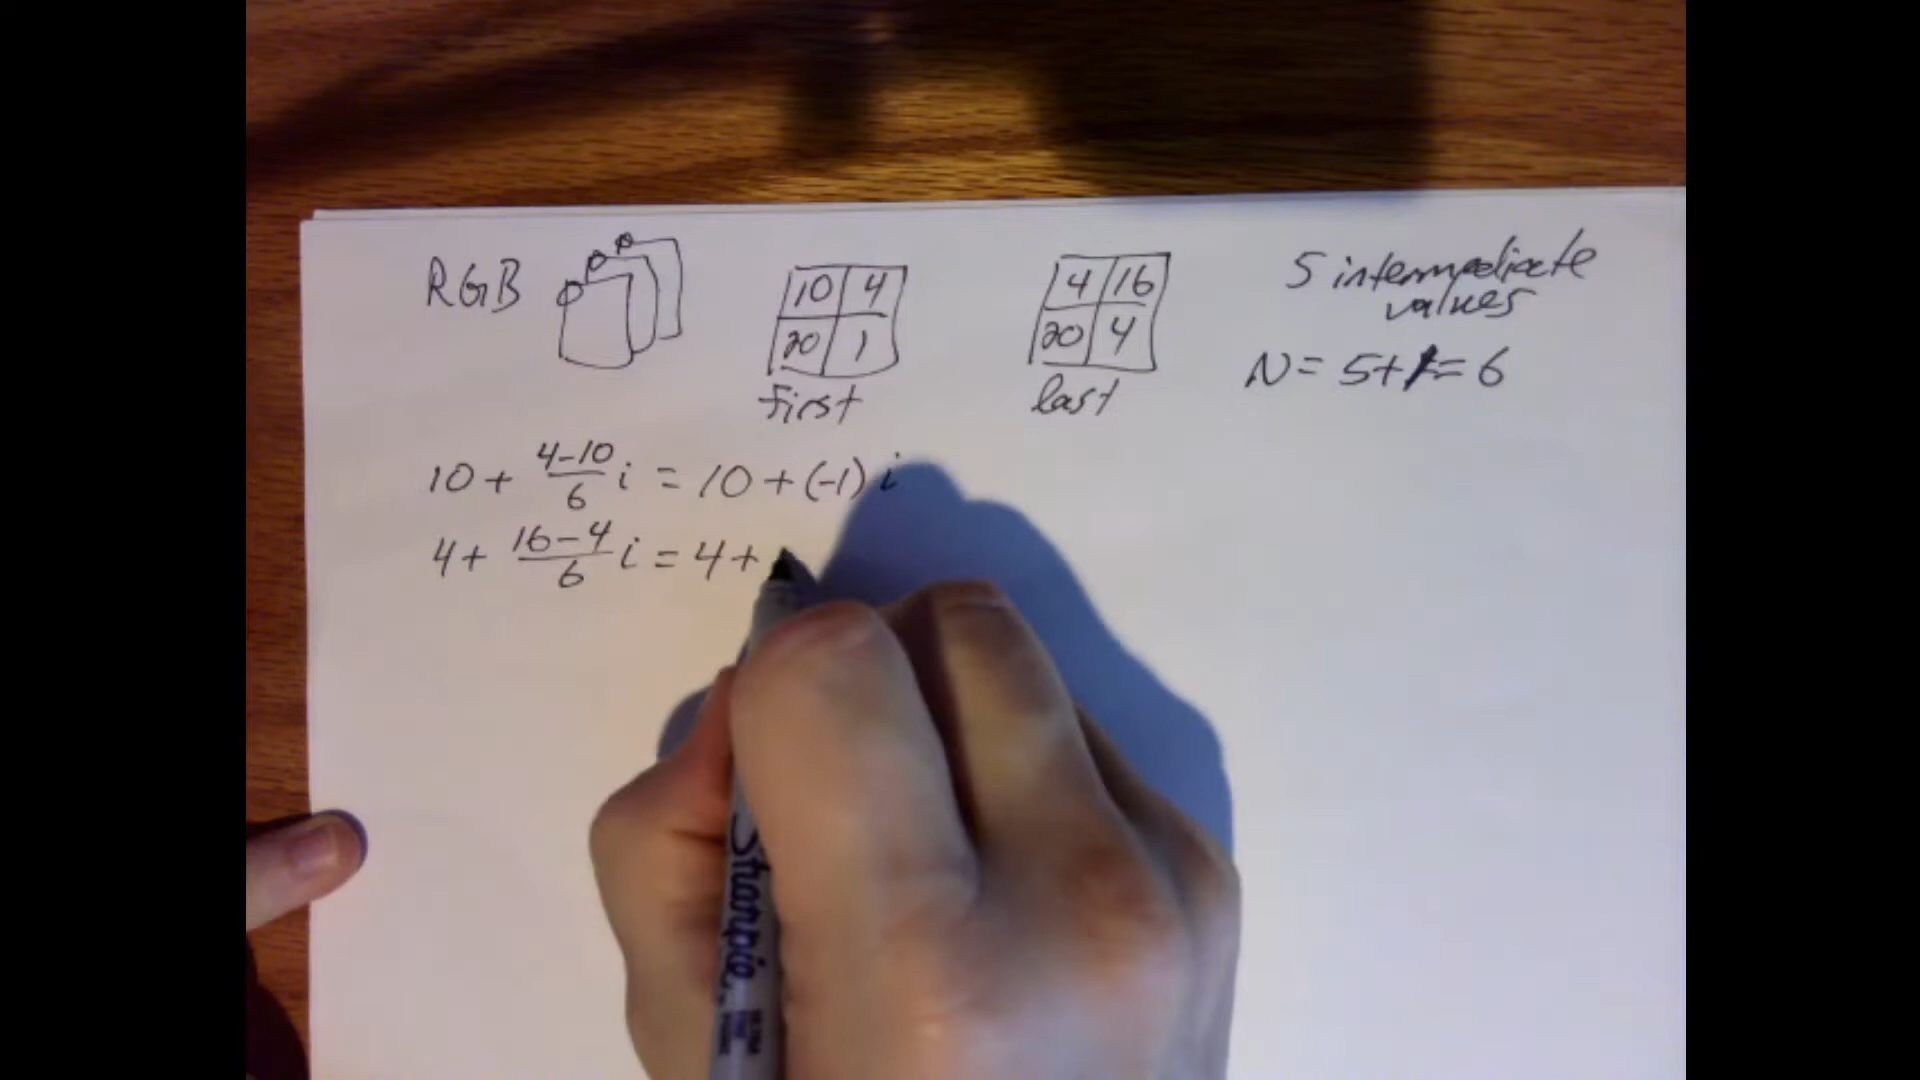 RGB
10 4
20 1
first
4 16
20 4
last
5 intermediate
values
N = 5+1 = 6
10 + 4-10/6 i = 10 + (-1) i
4 + 16-4/6 i = 4 +
Sharpie